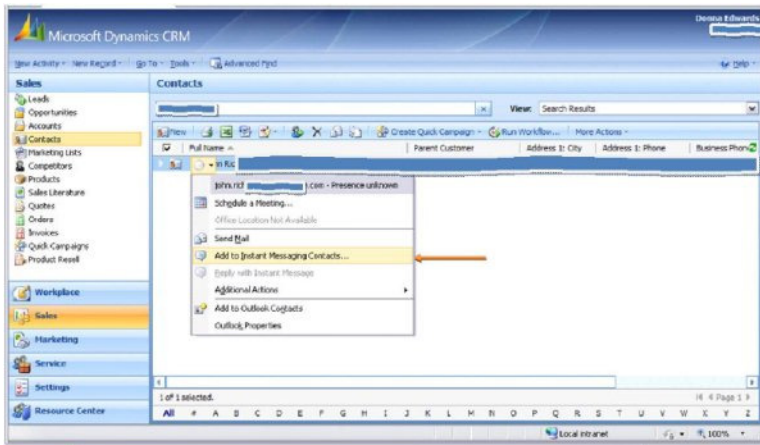 Donna Edwards
Microsoft Dynamics CRM
New Activity New Record Go To Tools Advanced Find Help
Sales
Contacts
Leads
Opportunities
Accounts
Contacts
Marketing Lists
Competitors
Products
Sales Literature
Quotes
Orders
Invoices
Quick Campaigns
Product Resell
View: Search Results
New Create Quick Campaign Run Workflow... More Actions
Full Name Parent Customer Address 1: City Address 1: Phone Business Phone
n Ric
john.ric .com - Presence unknown
Schedule a Meeting...
Office Location Not Available
Send Mail
Add to Instant Messaging Contacts...
Reply with Instant Message
Additional Actions
Add to Outlook Contacts
Outlook Properties
Workplace
Sales
Marketing
Service
Settings
Resource Center
1 of 1 selected. Page 1
All # A B C D E F G H I J K L M N O P Q R S T U V W X Y Z
Local intranet 100%